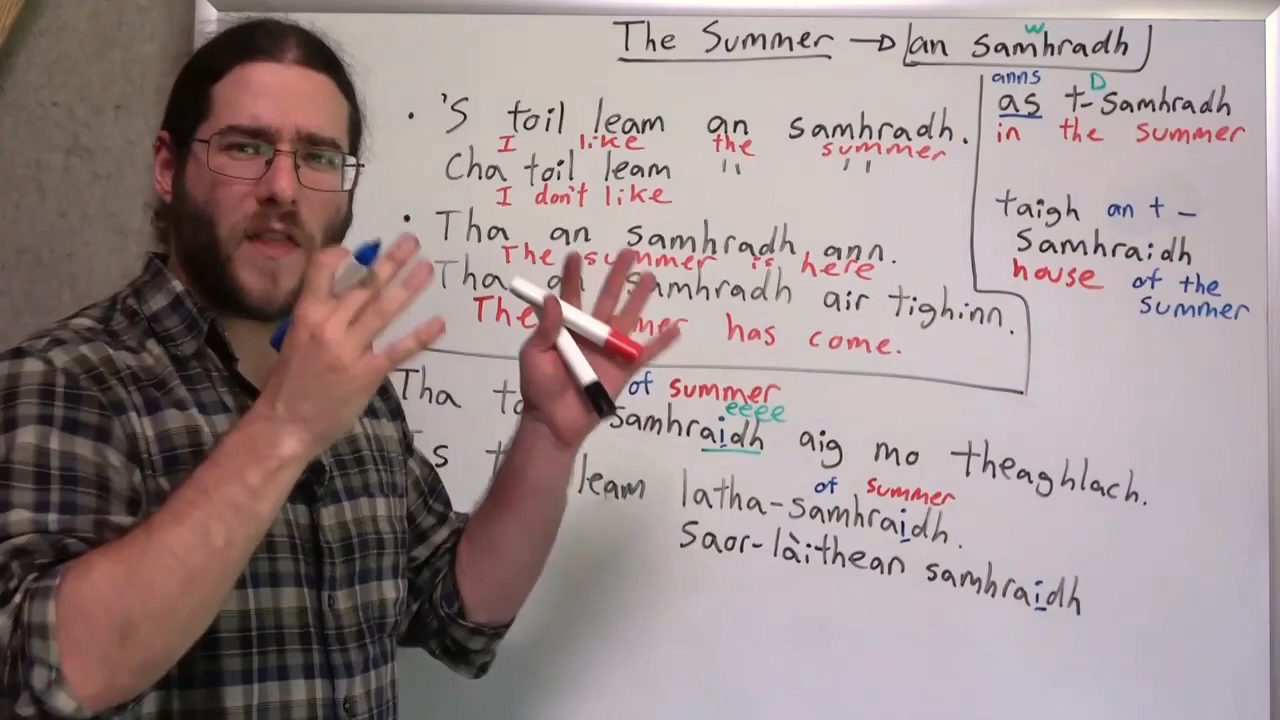 The Summer → an samhradh
w
• 'S toil leam an samhradh.
I like the summer
Cha toil leam " "
I don't like
• Tha an samhradh ann.
The summer is here
Tha an samhradh air tighinn.
The summer has come.
anns D
as t-samhradh
in the summer
taigh an t-
samhraidh
house of the
summer
of summer
eeee
Tha samhraidh aig mo theaghlach.
leam latha-samhraidh.
of summer
Saor-làithean samhraidh